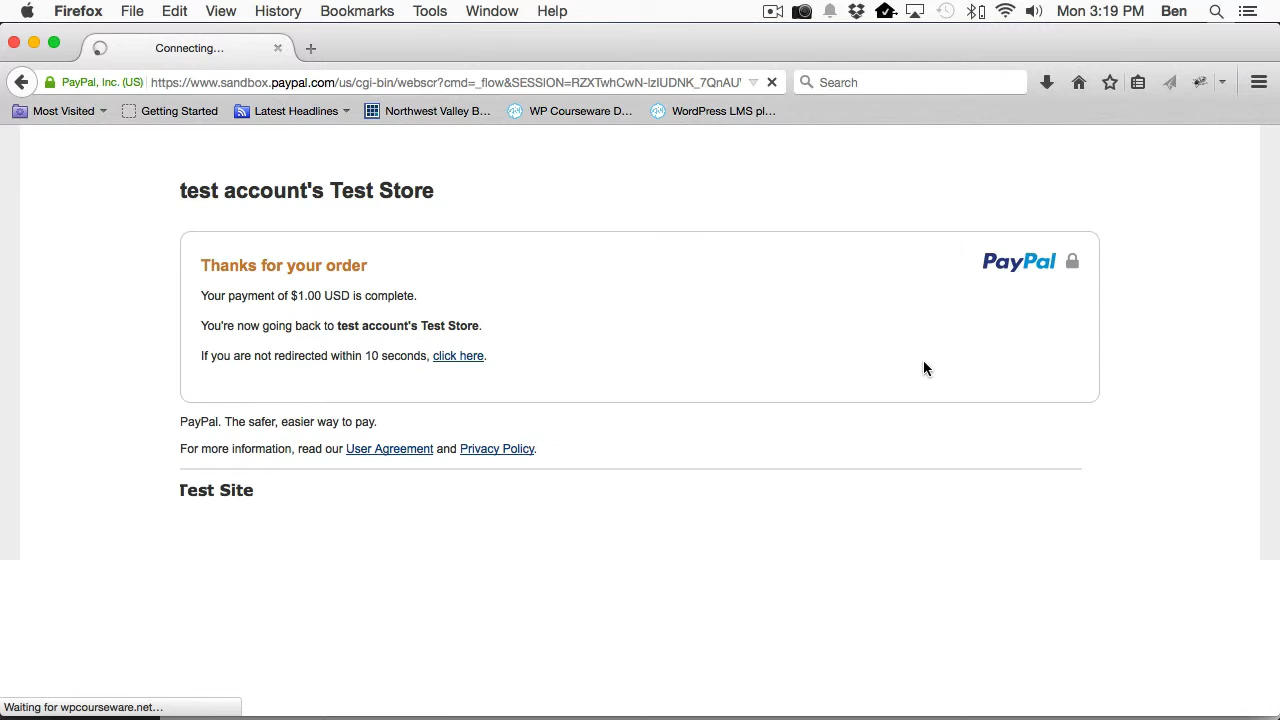 Firefox File Edit View History Bookmarks Tools Window Help Mon 3:19 PM Ben
Connecting...
PayPal, Inc. (US) https://www.sandbox.paypal.com/us/cgi-bin/webscr?cmd=_flow&SESSION=RZXTwhCwN-IzIUDNK_7QnAU Search
Most Visited Getting Started Latest Headlines Northwest Valley B... WP Courseware D... WordPress LMS pl...
test account's Test Store
Thanks for your order PayPal
Your payment of $1.00 USD is complete.
You're now going back to test account's Test Store.
If you are not redirected within 10 seconds, click here.
PayPal. The safer, easier way to pay.
For more information, read our User Agreement and Privacy Policy.
Test Site
Waiting for wpcourseware.net...